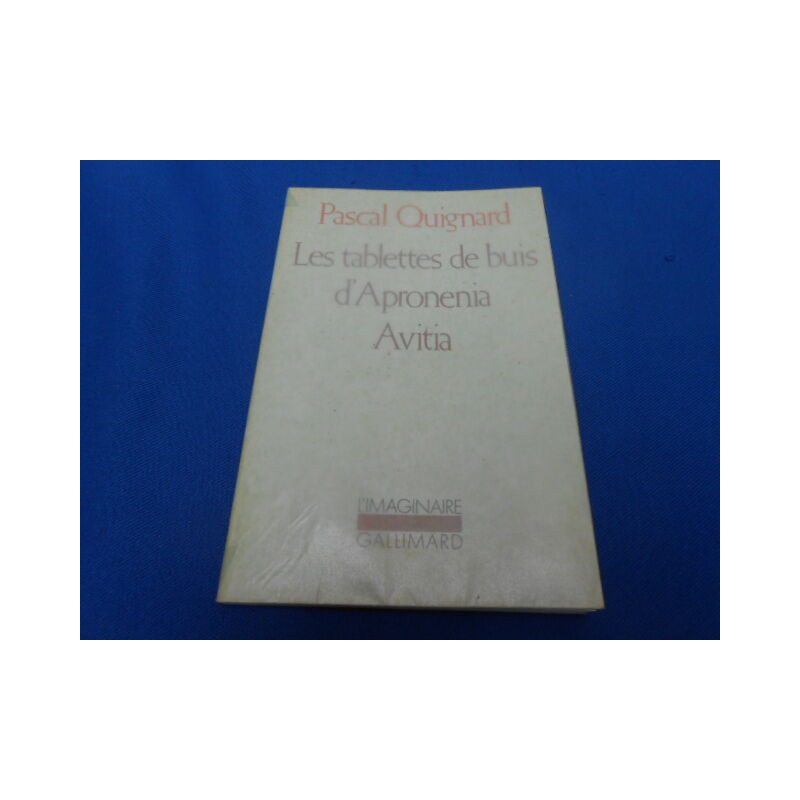 Pascal Quignard
Les tablettes de buis
d'Apronenia
Avitia
L'IMAGINAIRE
GALLIMARD